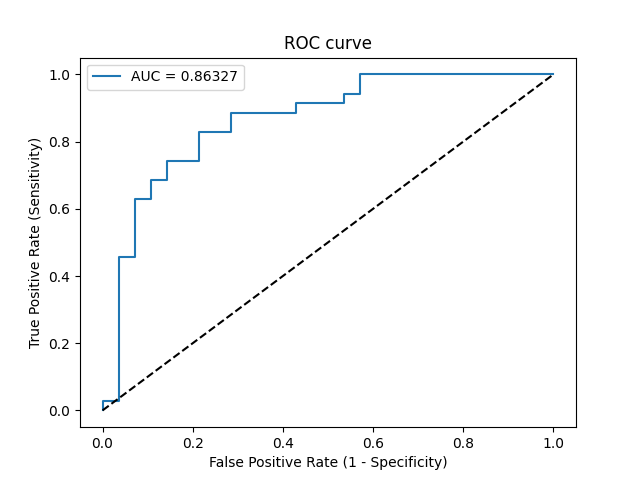 ROC curve
AUC = 0.86327
True Positive Rate (Sensitivity)
1.0
0.8
0.6
0.4
0.2
0.0
0.0 0.2 0.4 0.6 0.8 1.0
False Positive Rate (1 - Specificity)